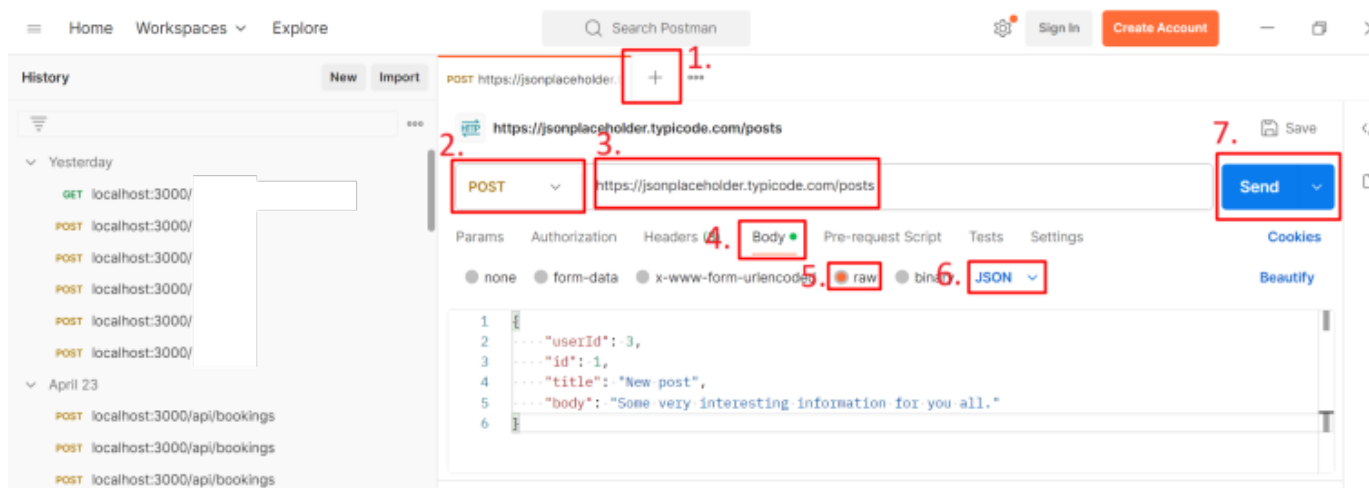 Home Workspaces Explore Search Postman Sign In Create Account
History New Import POST https://jsonplaceholder. 1.
https://jsonplaceholder.typicode.com/posts Save
Yesterday 2. 3. 7.
GET localhost:3000/ POST https://jsonplaceholder.typicode.com/posts Send
POST localhost:3000/
Params Authorization Headers 4. Body Pre-request Script Tests Settings Cookies
POST localhost:3000/
none form-data x-www-form-urlencoded 5. raw binary 6. JSON Beautify
POST localhost:3000/
POST localhost:3000/
POST localhost:3000/
April 23
POST localhost:3000/api/bookings
POST localhost:3000/api/bookings
POST localhost:3000/api/bookings
1 {
2 "userId": 3,
3 "id": 1,
4 "title": "New post",
5 "body": "Some very interesting information for you all."
6 }